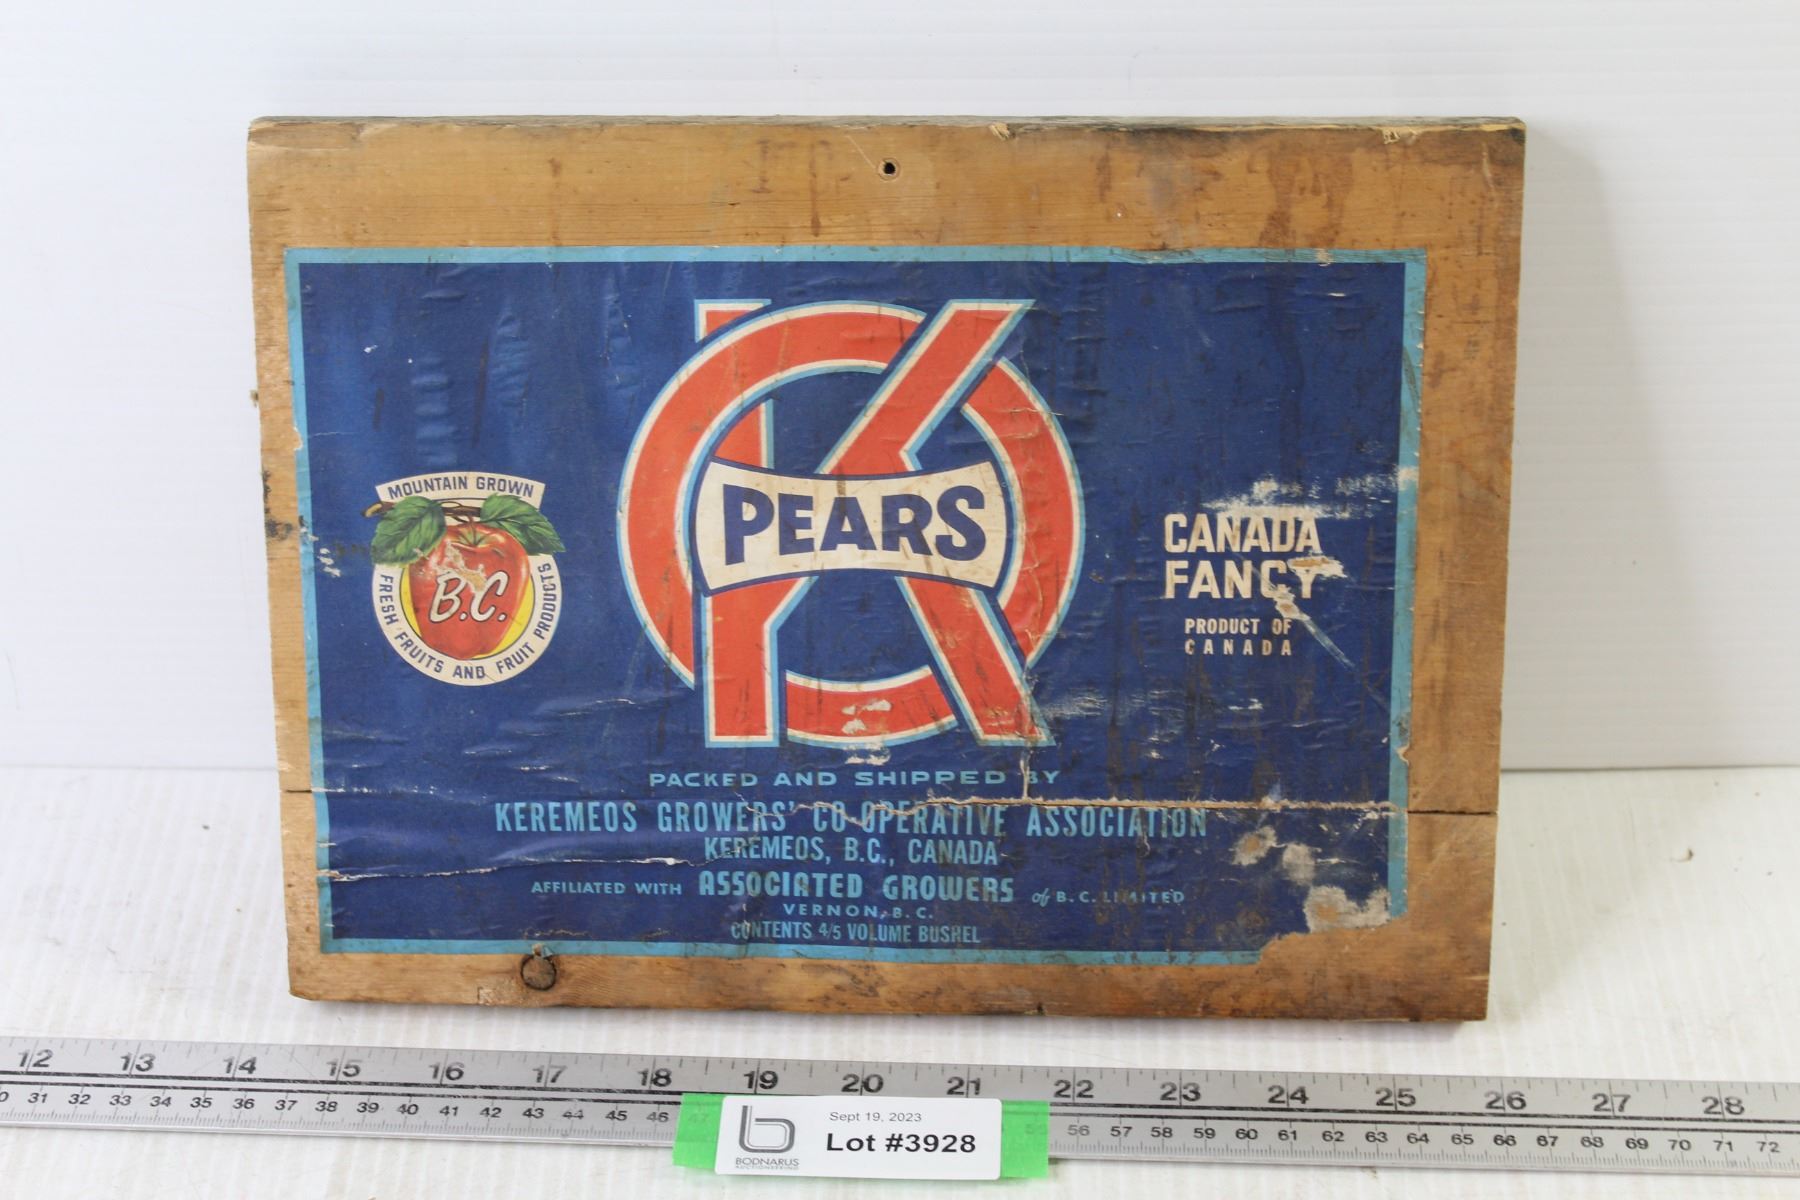 OK
PEARS
MOUNTAIN GROWN
B.C.
FRESH FRUITS AND FRUIT PRODUCTS
CANADA
FANCY
PRODUCT OF
CANADA
PACKED AND SHIPPED BY
KEREMEOS GROWERS' CO-OPERATIVE ASSOCIATION
KEREMEOS, B.C., CANADA
AFFILIATED WITH ASSOCIATED GROWERS of B.C. LIMITED
VERNON, B.C.
CONTENTS 4/5 VOLUME BUSHEL
12 13 14 15 16 17 18 19 20 21 22 23 24 25 26 27 28
31 32 33 34 35 36 37 38 39 40 41 42 43 44 45 46 47 55 56 57 58 59 60 61 62 63 64 65 66 67 68 69 70 71 72
Sept 19, 2023
Lot #3928
b
BODNARUS
AUCTIONEERING